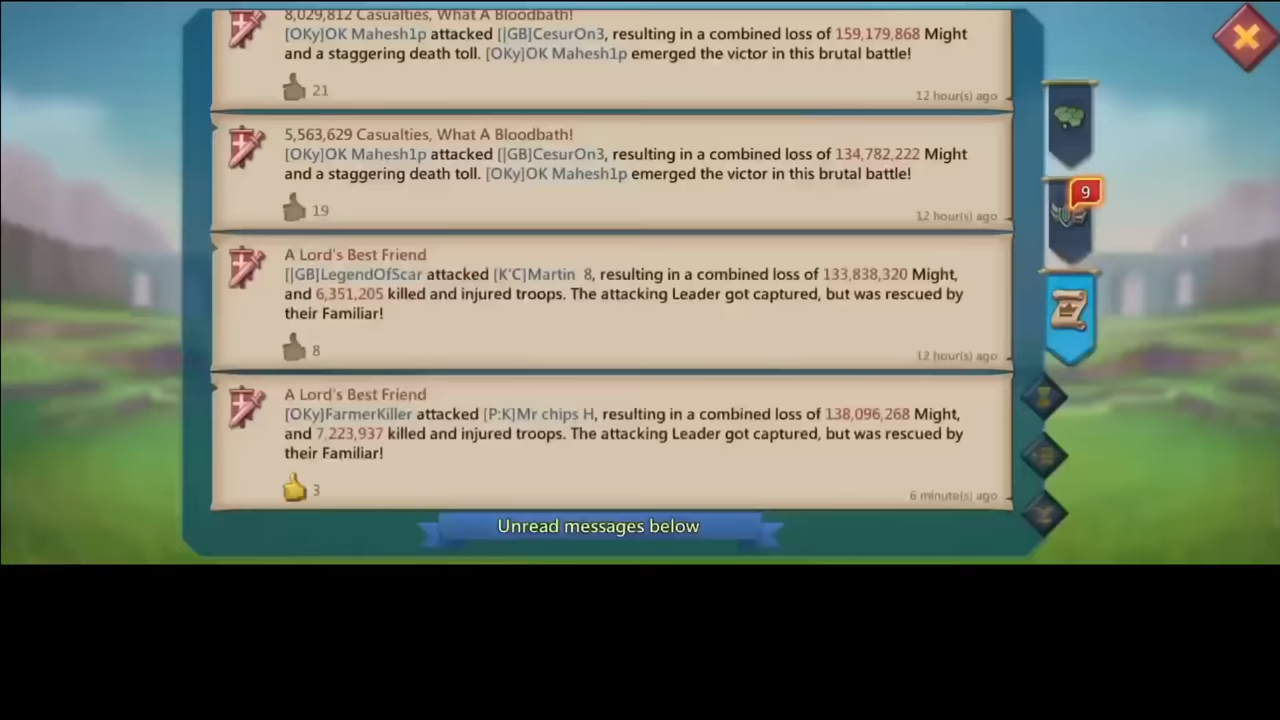 8,029,812 Casualties, What A Bloodbath!
[OKy]OK Mahesh1p attacked [|GB]CesurOn3, resulting in a combined loss of 159,179,868 Might
and a staggering death toll. [OKy]OK Mahesh1p emerged the victor in this brutal battle!
21
12 hour(s) ago
5,563,629 Casualties, What A Bloodbath!
[OKy]OK Mahesh1p attacked [|GB]CesurOn3, resulting in a combined loss of 134,782,222 Might
and a staggering death toll. [OKy]OK Mahesh1p emerged the victor in this brutal battle!
19
12 hour(s) ago
9
A Lord's Best Friend
[|GB]LegendOfScar attacked [K'C]Martin 8, resulting in a combined loss of 133,838,320 Might,
and 6,351,205 killed and injured troops. The attacking Leader got captured, but was rescued by
their Familiar!
8
12 hour(s) ago
A Lord's Best Friend
[OKy]FarmerKiller attacked [P:K]Mr chips H, resulting in a combined loss of 138,096,268 Might,
and 7,223,937 killed and injured troops. The attacking Leader got captured, but was rescued by
their Familiar!
3
6 minute(s) ago
Unread messages below